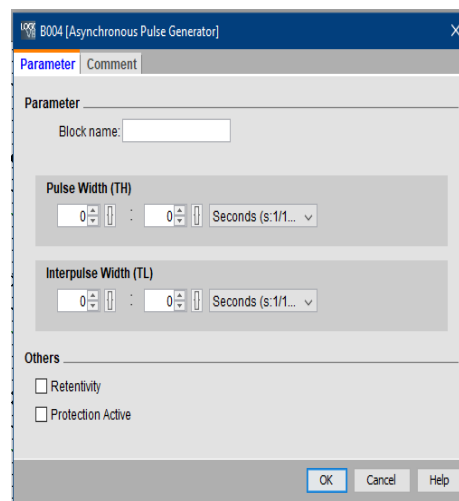 B004 [Asynchronous Pulse Generator]
Parameter Comment
Parameter
Block name:
Pulse Width (TH)
0 : 0 Seconds (s:1/1...
Interpulse Width (TL)
0 : 0 Seconds (s:1/1...
Others
Retentivity
Protection Active
OK Cancel Help